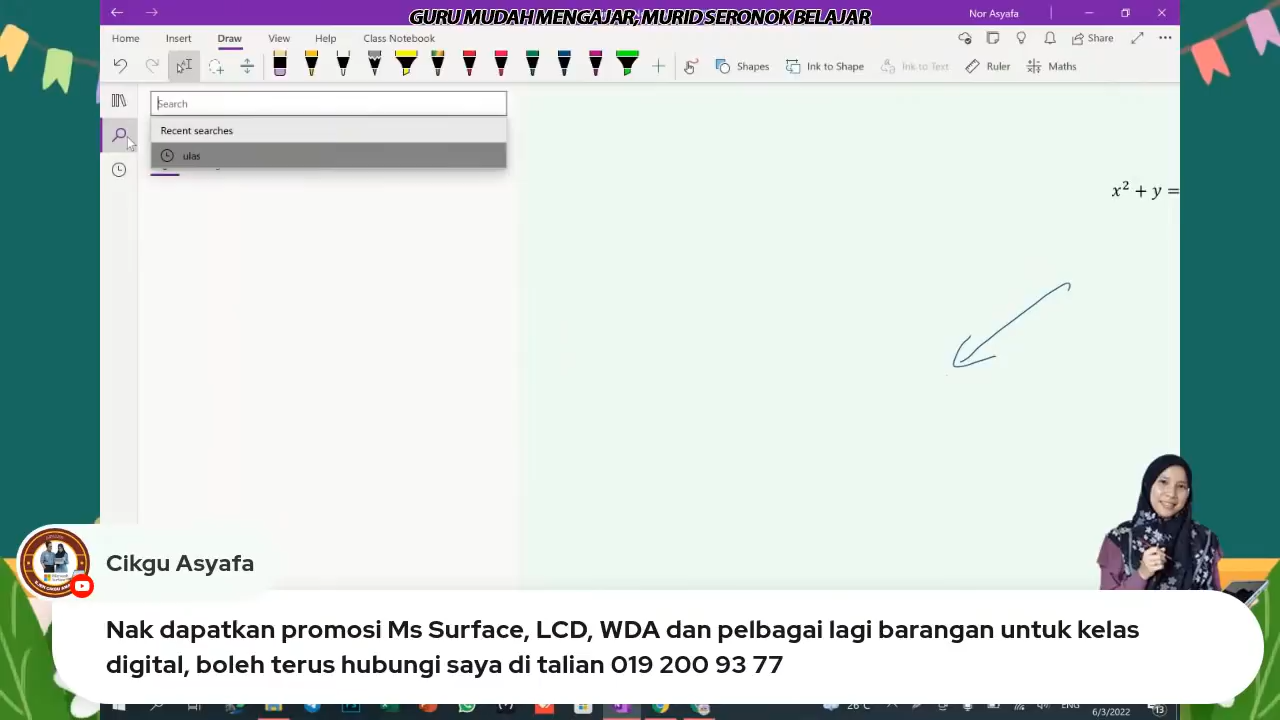 GURU MUDAH MENGAJAR, MURID SERONOK BELAJAR
Nor Asyafa
Home Insert Draw View Help Class Notebook
Share
Shapes Ink to Shape Ink to Text Ruler Maths
Search
Recent searches
ulas
x² + y =
Cikgu Asyafa
Nak dapatkan promosi Ms Surface, LCD, WDA dan pelbagai lagi barangan untuk kelas
digital, boleh terus hubungi saya di talian 019 200 93 77
26°C
ENG
6/3/2022
13